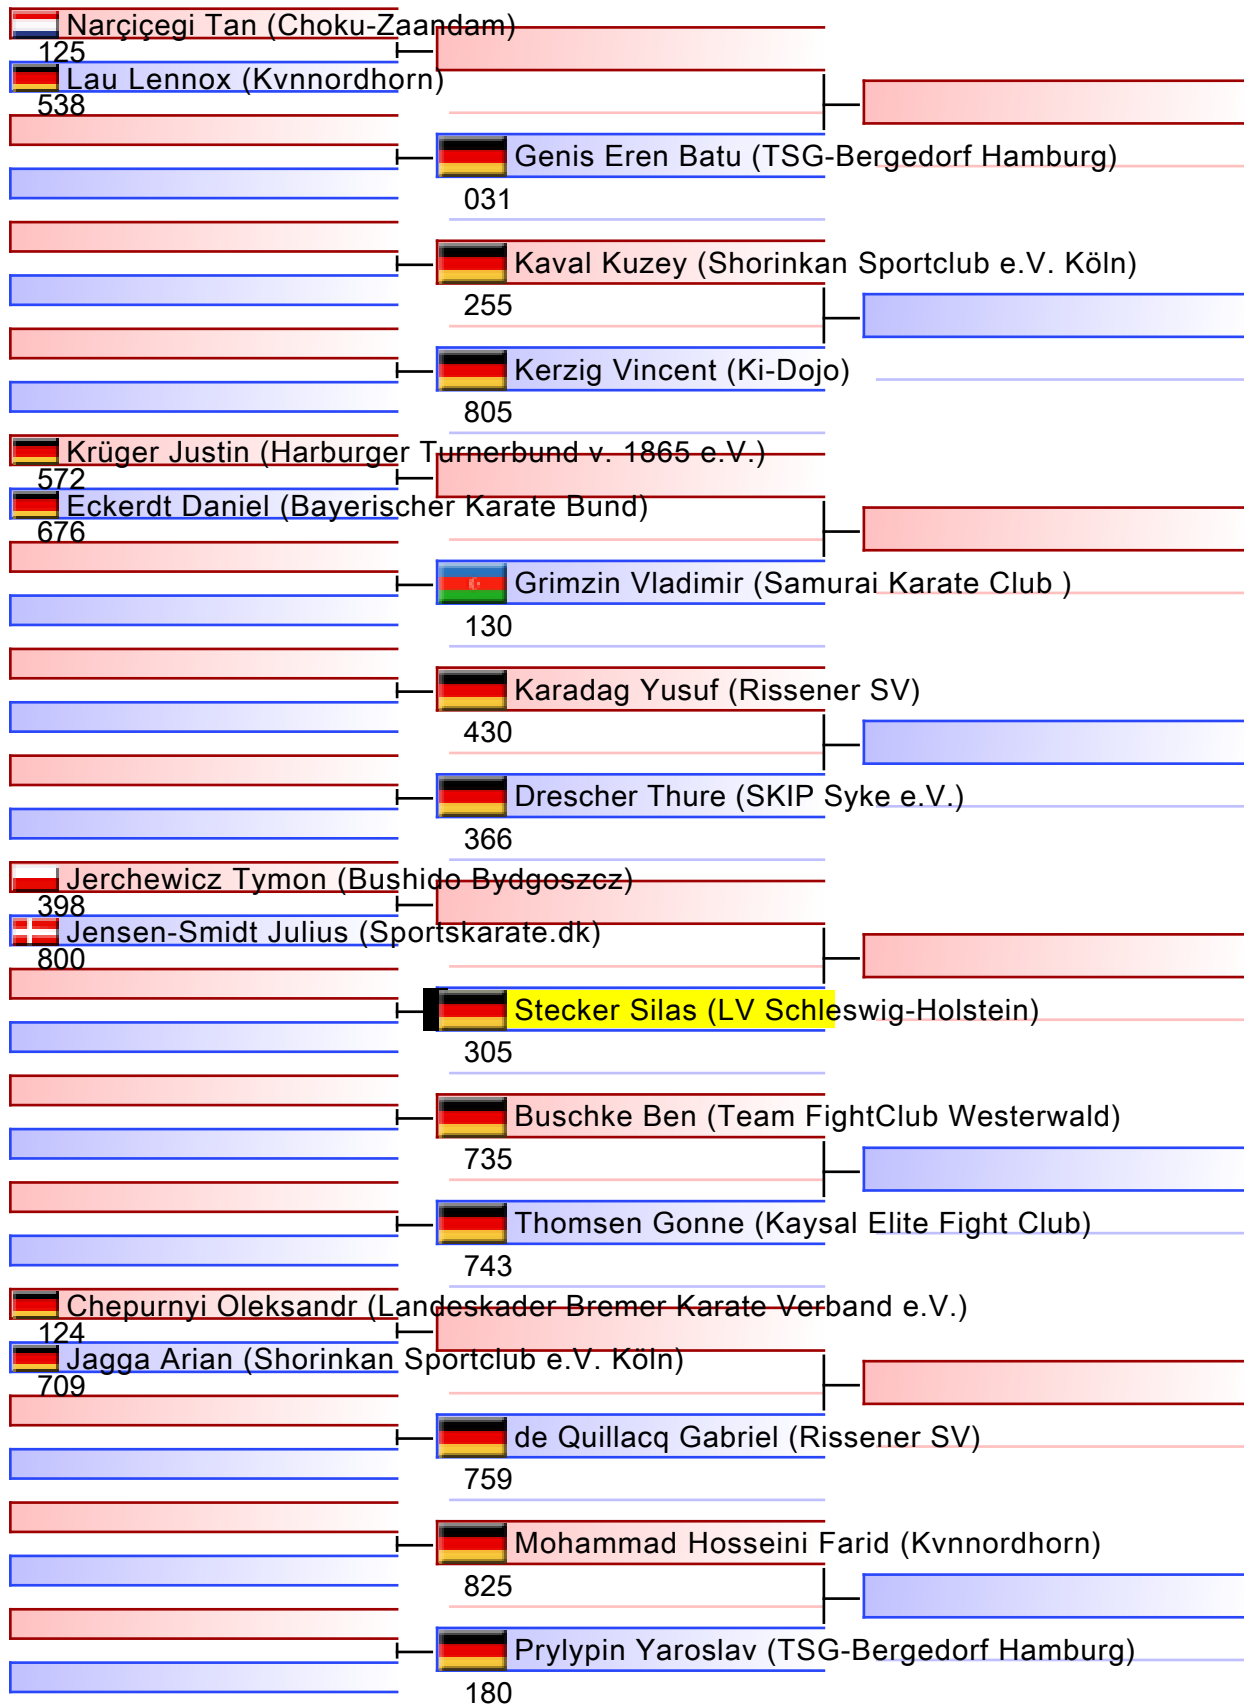 Narçiçegi Tan (Choku-Zaandam)
125
Lau Lennox (Kvnnordhorn)
538
Genis Eren Batu (TSG-Bergedorf Hamburg)
031
Kaval Kuzey (Shorinkan Sportclub e.V. Köln)
255
Kerzig Vincent (Ki-Dojo)
805
Krüger Justin (Harburger Turnerbund v. 1865 e.V.)
572
Eckerdt Daniel (Bayerischer Karate Bund)
676
Grimzin Vladimir (Samurai Karate Club )
130
Karadag Yusuf (Rissener SV)
430
Drescher Thure (SKIP Syke e.V.)
366
Jerchewicz Tymon (Bushido Bydgoszcz)
398
Jensen-Smidt Julius (Sportskarate.dk)
800
Stecker Silas (LV Schleswig-Holstein)
305
Buschke Ben (Team FightClub Westerwald)
735
Thomsen Gonne (Kaysal Elite Fight Club)
743
Chepurnyi Oleksandr (Landeskader Bremer Karate Verband e.V.)
124
Jagga Arian (Shorinkan Sportclub e.V. Köln)
709
de Quillacq Gabriel (Rissener SV)
759
Mohammad Hosseini Farid (Kvnnordhorn)
825
Prylypin Yaroslav (TSG-Bergedorf Hamburg)
180